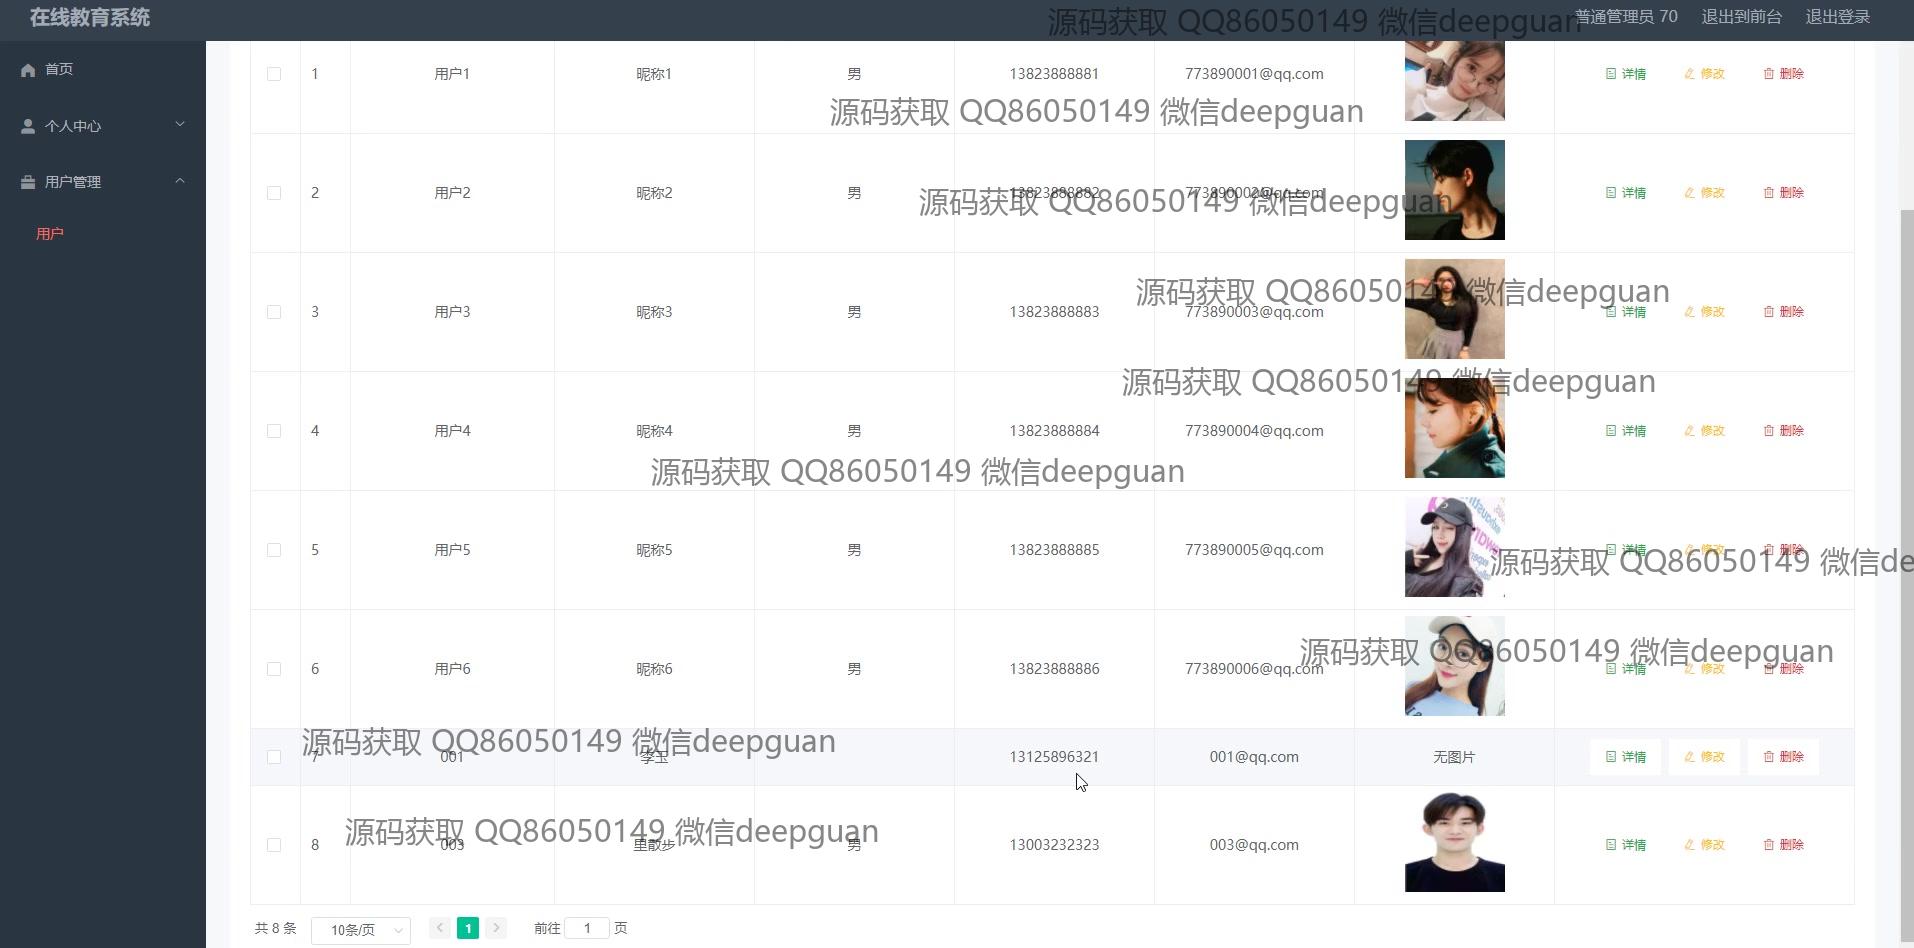 在线教育系统
源码获取 QQ86050149 微信deepguan
普通管理员 70 退出到前台 退出登录
首页
个人中心
用户管理
用户
1 用户1 昵称1 男 13823888881 773890001@qq.com 详情 修改 删除
源码获取 QQ86050149 微信deepguan
2 用户2 昵称2 男 13823888882 773890002@qq.com 详情 修改 删除
源码获取 QQ86050149 微信deepguan
源码获取 QQ86050149 微信deepguan
3 用户3 昵称3 男 13823888883 773890003@qq.com 详情 修改 删除
源码获取 QQ86050149 微信deepguan
4 用户4 昵称4 男 13823888884 773890004@qq.com 详情 修改 删除
源码获取 QQ86050149 微信deepguan
5 用户5 昵称5 男 13823888885 773890005@qq.com 详情 修改 删除
源码获取 QQ86050149 微信de
源码获取 QQ86050149 微信deepguan
6 用户6 昵称6 男 13823888886 773890006@qq.com 详情 修改 删除
源码获取 QQ86050149 微信deepguan
7 001 李玉 13125896321 001@qq.com 无图片 详情 修改 删除
源码获取 QQ86050149 微信deepguan
8 003 里散步 男 13003232323 003@qq.com 详情 修改 删除
共 8 条 10条/页 1 前往 1 页